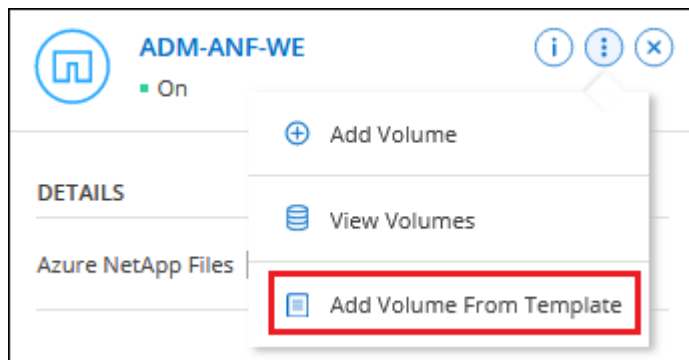 ADM-ANF-WE
On
Add Volume
DETAILS
View Volumes
Azure NetApp Files
Add Volume From Template